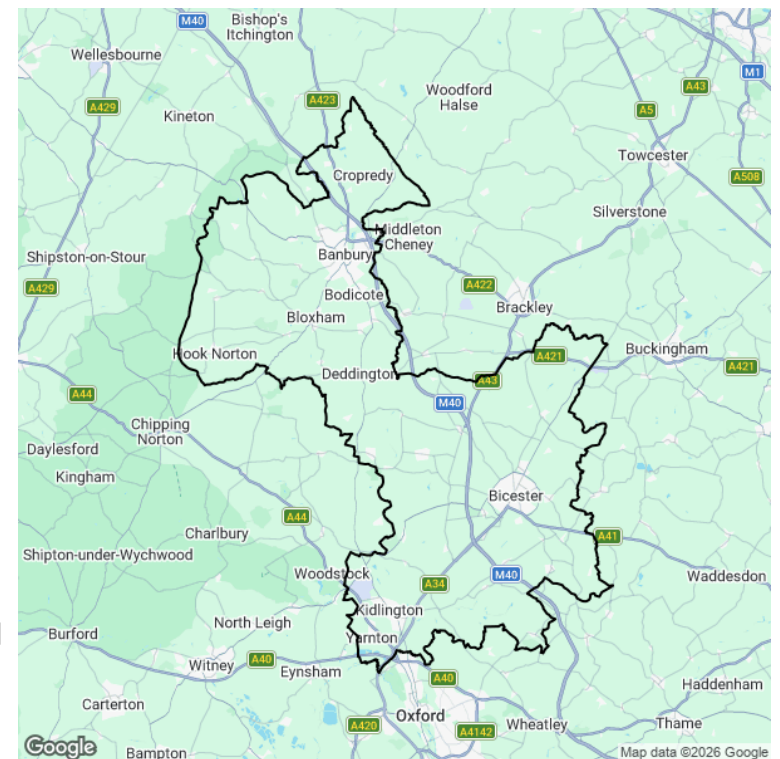 Bishop's
Itchington
M40
Wellesbourne
M1
A43
A429
A423
Woodford
Halse
A5
Kineton
Towcester
Cropredy
A508
Silverstone
Middleton
Cheney
Shipston-on-Stour
Banbury
A429
A422
Bodicote
Brackley
Bloxham
Hook Norton
A421
Buckingham
A421
Deddington
A43
A44
M40
Chipping
Norton
Daylesford
Kingham
Bicester
A44
Charlbury
A41
Shipton-under-Wychwood
Woodstock
M40
Waddesdon
A34
Kidlington
North Leigh
Burford
Yarnton
Witney
A40
Eynsham
A40
Haddenham
Carterton
Oxford
A420
A4142
Wheatley
Thame
Bampton
Google
Map data ©2026 Google